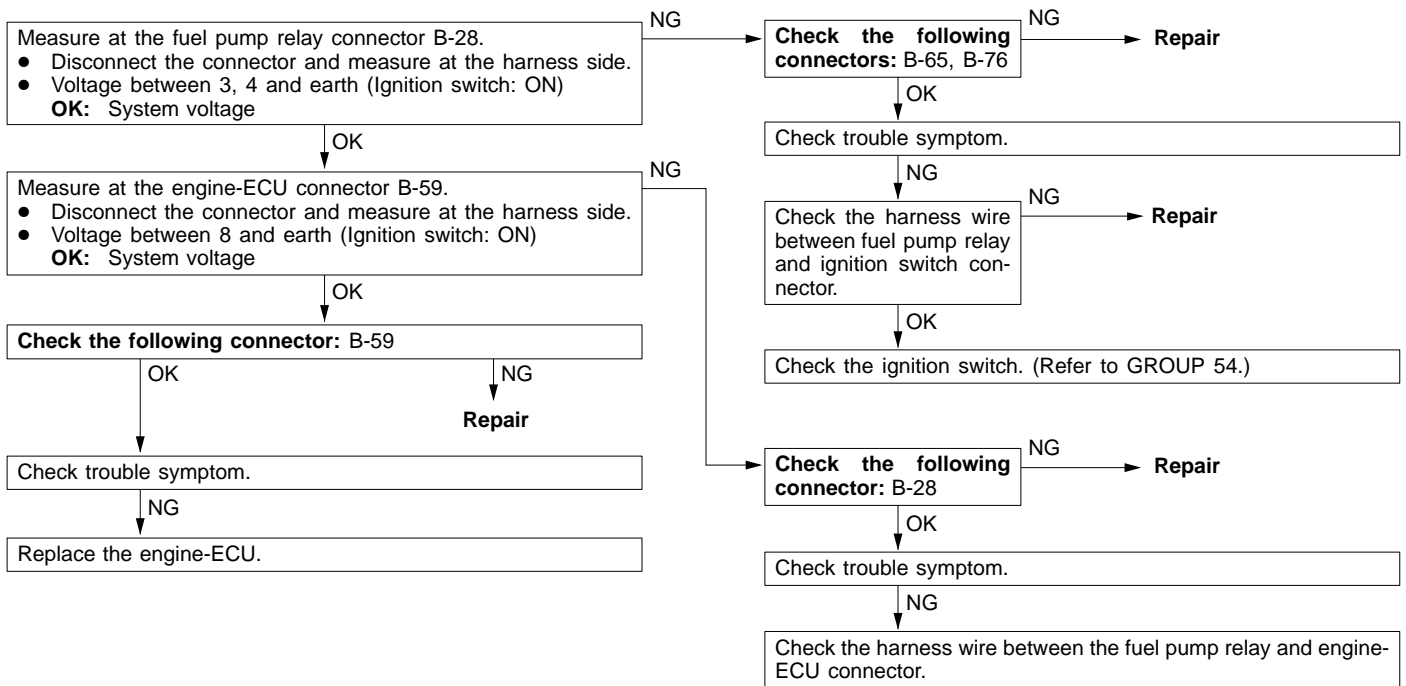 Measure at the fuel pump relay connector B-28.
● Disconnect the connector and measure at the harness side.
● Voltage between 3, 4 and earth (Ignition switch: ON)
OK: System voltage
NG
OK
Check the following
connectors: B-65, B-76
NG
Repair
OK
Check trouble symptom.
NG
Check the harness wire
between fuel pump relay
and ignition switch con-
nector.
NG
Repair
OK
Check the ignition switch. (Refer to GROUP 54.)
Measure at the engine-ECU connector B-59.
● Disconnect the connector and measure at the harness side.
● Voltage between 8 and earth (Ignition switch: ON)
OK: System voltage
NG
OK
Check the following connector: B-59
OK
NG
Repair
Check trouble symptom.
NG
Replace the engine-ECU.
Check the following
connector: B-28
NG
Repair
OK
Check trouble symptom.
NG
Check the harness wire between the fuel pump relay and engine-
ECU connector.